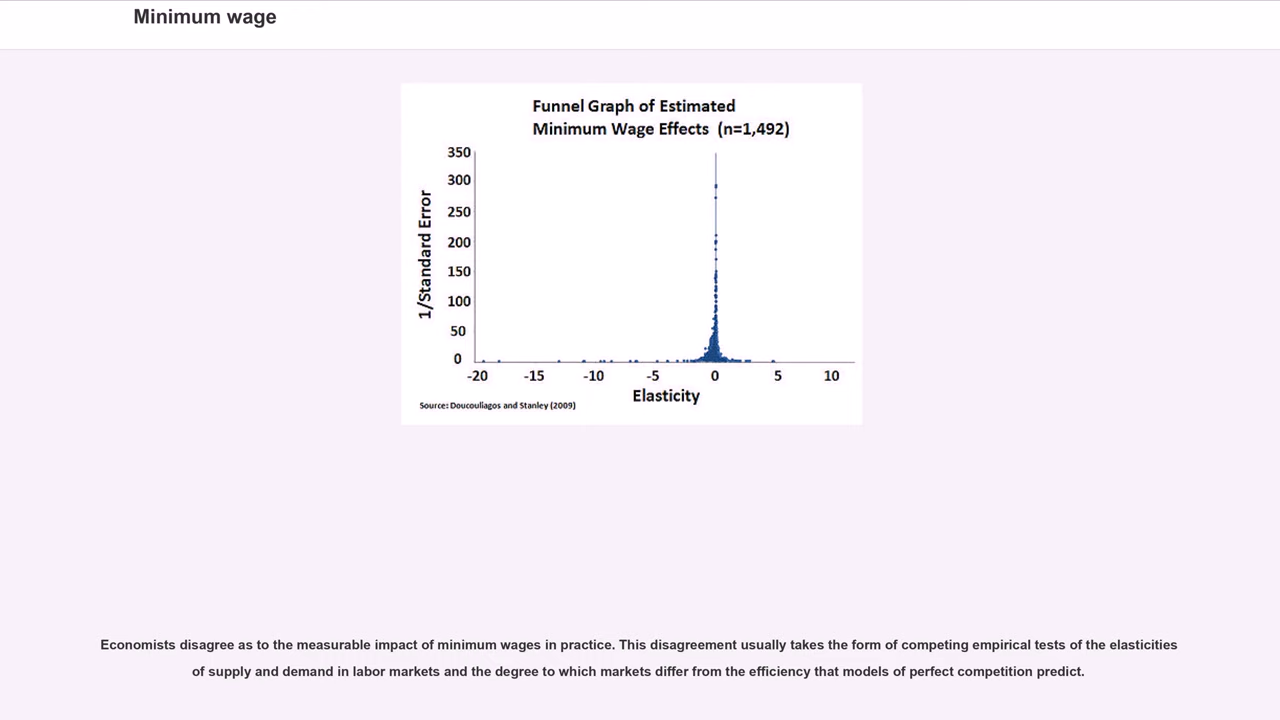 Minimum wage
Funnel Graph of Estimated
Minimum Wage Effects (n=1,492)
350
300
250
200
150
100
50
0
1/Standard Error
-20 -15 -10 -5 0 5 10
Elasticity
Source: Doucouliagos and Stanley (2009)
Economists disagree as to the measurable impact of minimum wages in practice. This disagreement usually takes the form of competing empirical tests of the elasticities
of supply and demand in labor markets and the degree to which markets differ from the efficiency that models of perfect competition predict.